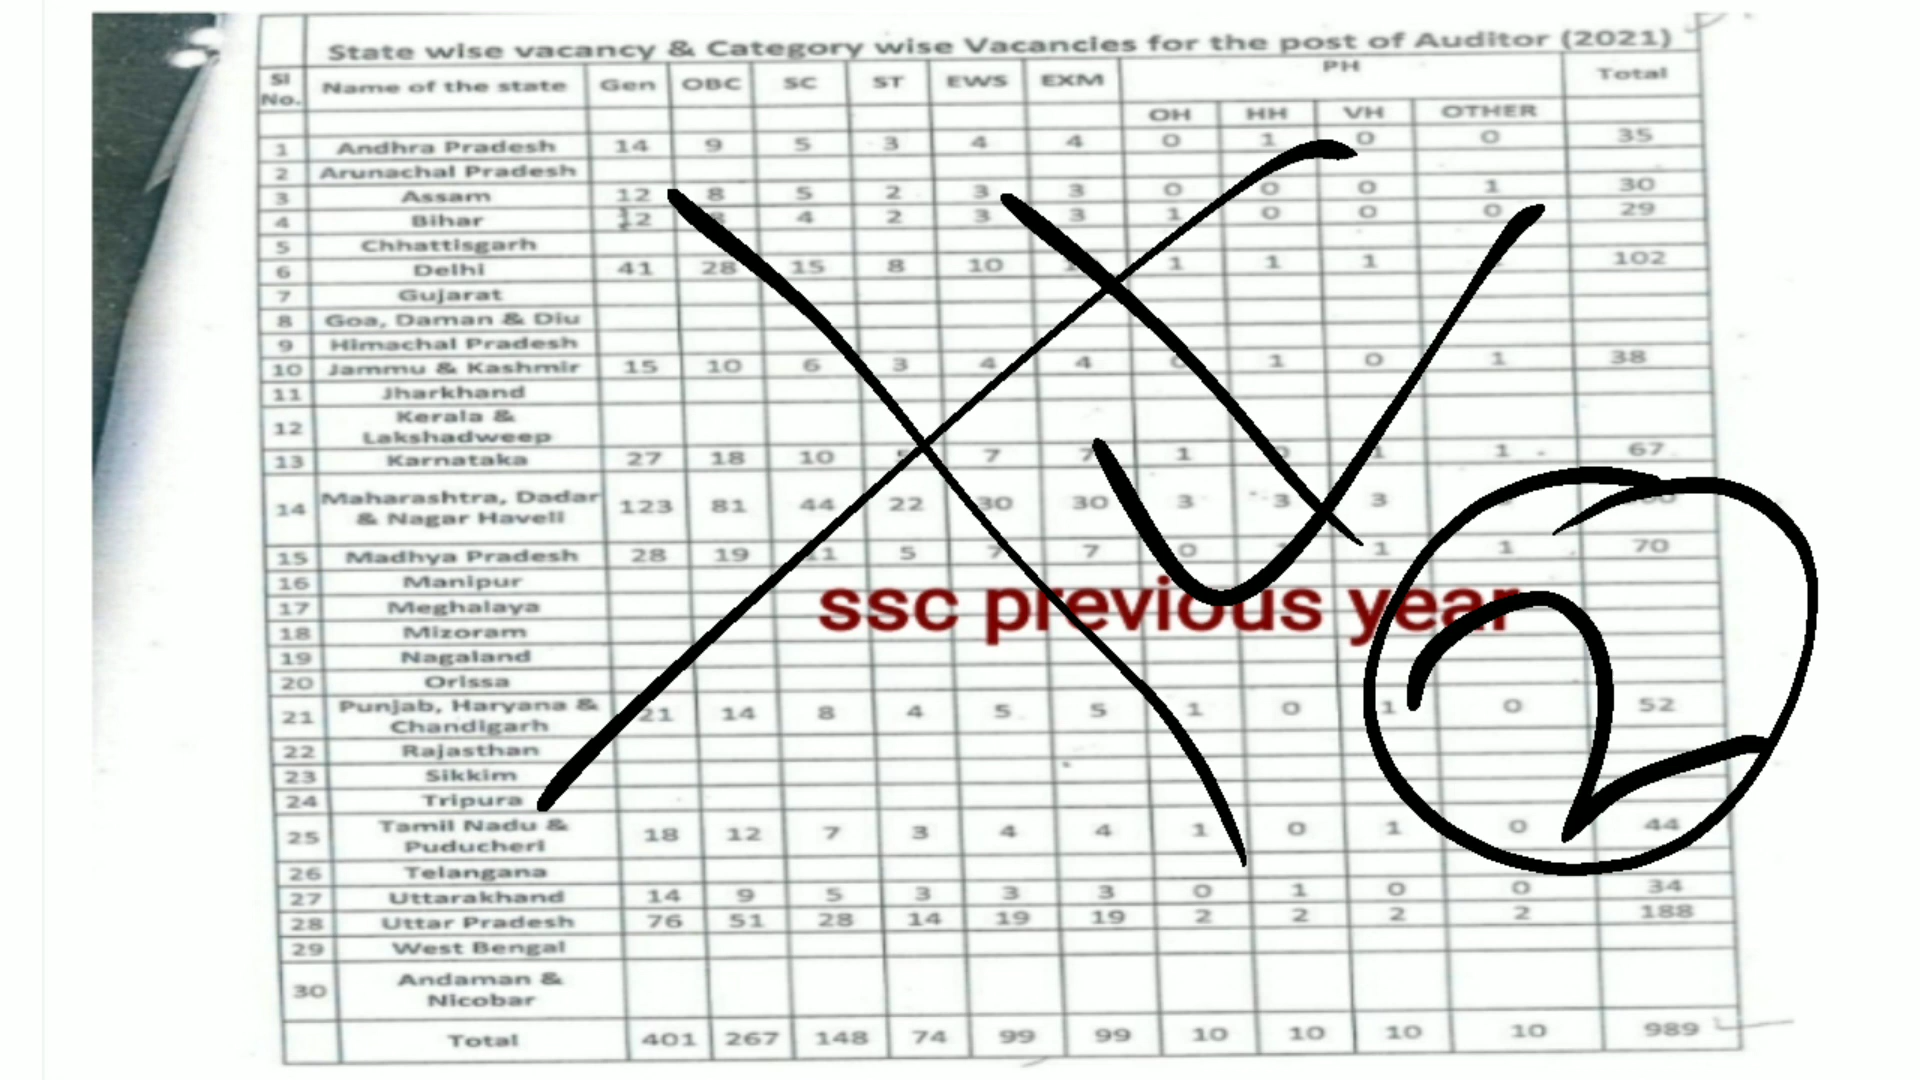 State wise vacancy & Category wise Vacancies for the post of Auditor (2021)
Sl No. Name of the state Gen OBC SC ST EWS EXM PH Total
OH HH VH OTHER
1 Andhra Pradesh 14 9 5 3 4 4 0 1 0 0 35
2 Arunachal Pradesh
3 Assam 12 8 5 2 3 3 0 0 0 1 30
4 Bihar 12 8 4 2 3 3 1 0 0 0 29
5 Chhattisgarh
6 Delhi 41 28 15 8 10 1 1 1 102
7 Gujarat
8 Goa, Daman & Diu
9 Himachal Pradesh
10 Jammu & Kashmir 15 10 6 3 4 4 0 1 0 1 38
11 Jharkhand
12 Kerala & Lakshadweep
13 Karnataka 27 18 10 5 7 7 1 0 1 1 67
14 Maharashtra, Dadar & Nagar Haveli 123 81 44 22 30 30 3 3 3
15 Madhya Pradesh 28 19 11 5 7 7 0 1 1 70
16 Manipur
17 Meghalaya
ssc previous year
18 Mizoram
19 Nagaland
20 Orissa
21 Punjab, Haryana & Chandigarh 21 14 8 4 5 5 1 0 1 0 52
22 Rajasthan
23 Sikkim
24 Tripura
25 Tamil Nadu & Puducheri 18 12 7 3 4 4 1 0 1 0 44
26 Telangana
27 Uttarakhand 14 9 5 3 3 3 0 1 0 0 34
28 Uttar Pradesh 76 51 28 14 19 19 2 2 2 2 188
29 West Bengal
30 Andaman & Nicobar
Total 401 267 148 74 99 99 10 10 10 10 989
2